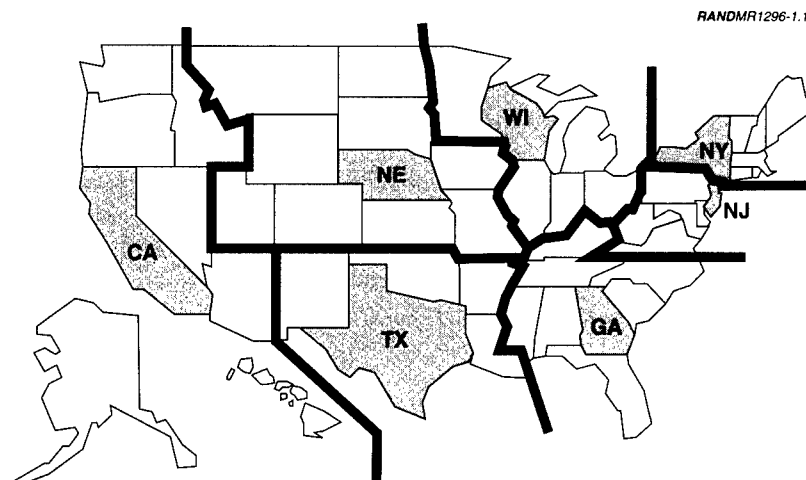 RANDMR1296-1.1
WI
NY
NE
NJ
CA
GA
TX